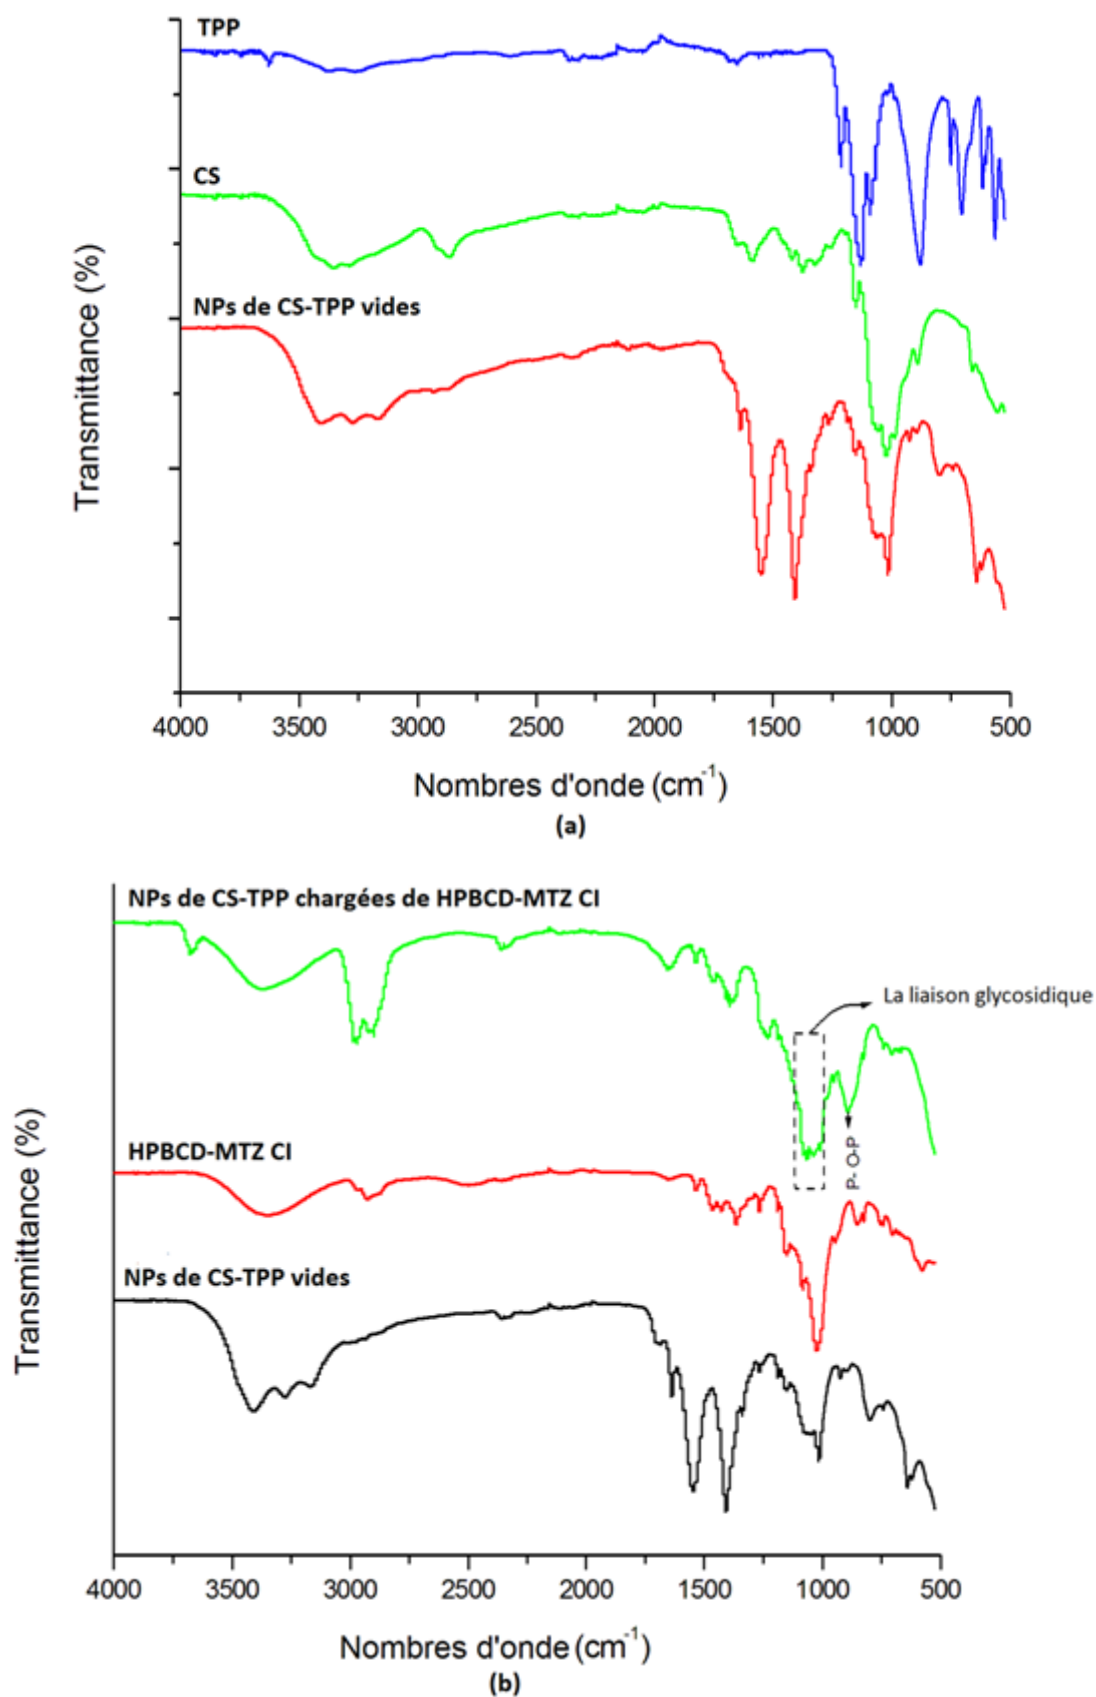 TPP
CS
NPs de CS-TPP vides
Transmittance (%)
4000 3500 3000 2500 2000 1500 1000 500
Nombres d'onde (cm⁻¹)
(a)
NPs de CS-TPP chargées de HPBCD-MTZ CI
La liaison glycosidique
P- O-P
HPBCD-MTZ CI
NPs de CS-TPP vides
Transmittance (%)
4000 3500 3000 2500 2000 1500 1000 500
Nombres d'onde (cm⁻¹)
(b)